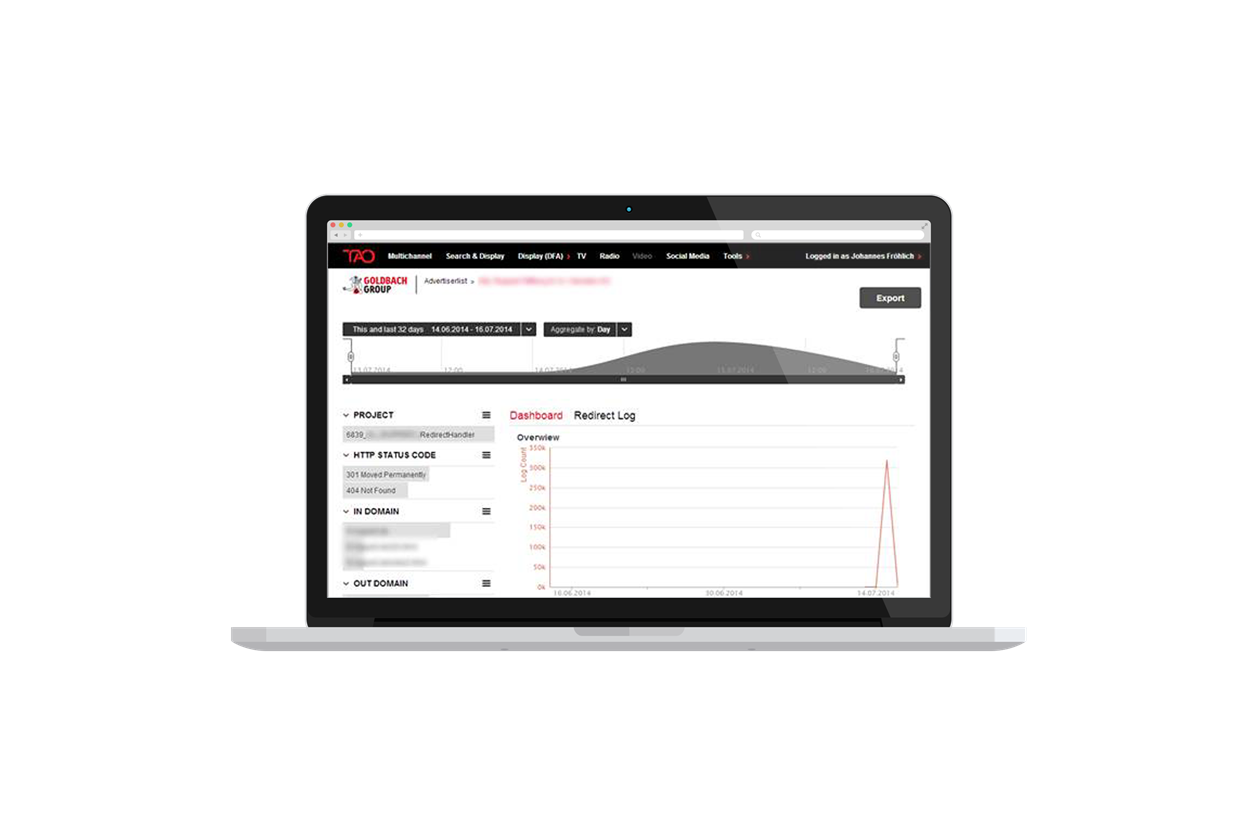 TAO Multichannel Search & Display Display (DFA) TV Radio Video Social Media Tools Logged in as Johannes Fröhlich
GOLDBACH
GROUP
Advertiserlist »
Export
This and last 32 days 14.06.2014 - 16.07.2014 Aggregate by: Day
13.07.2014 12:00 14.07.2014 12:00 15.07.2014 12:00 16.07.2014
PROJECT
6839_ RedirectHandler
HTTP STATUS CODE
301 Moved Permanently
404 Not Found
IN DOMAIN
OUT DOMAIN
Dashboard Redirect Log
Overview
Log Count
350k
300k
250k
200k
150k
100k
50k
0k
16.06.2014 30.06.2014 14.07.2014